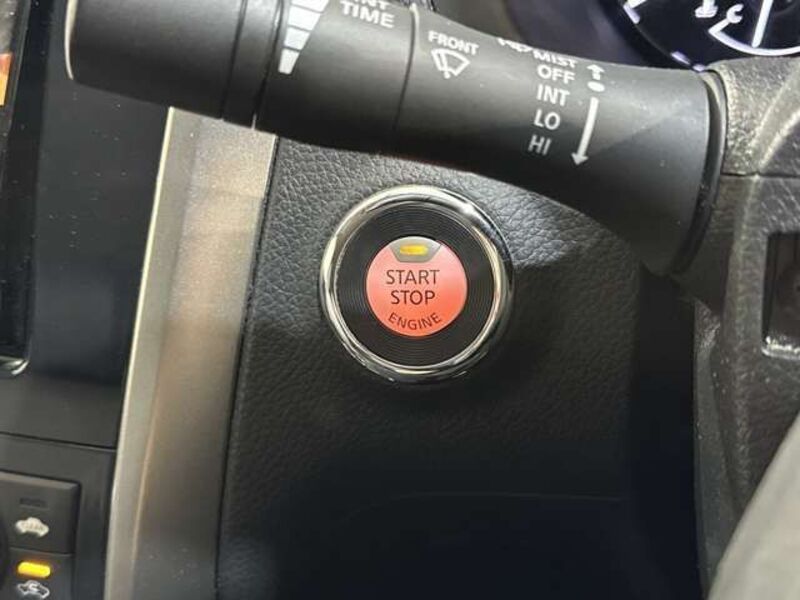 TIME
FRONT
MIST
OFF
INT
LO
HI
START
STOP
ENGINE